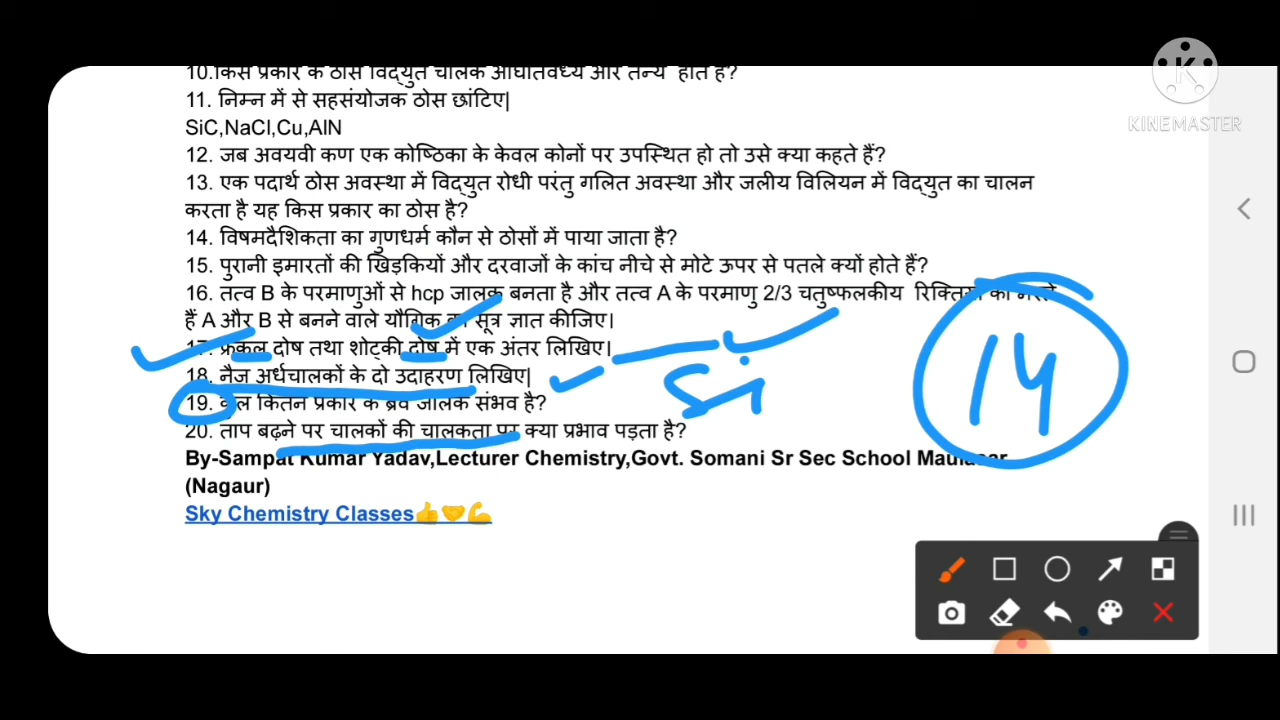 10.किस प्रकार के ठोस विद्युत चालक आघातवर्ध्य और तन्य होते हैं?
11. निम्न में से सहसंयोजक ठोस छांटिए|
SiC,NaCl,Cu,AlN
12. जब अवयवी कण एक कोष्ठिका के केवल कोनों पर उपस्थित हो तो उसे क्या कहते हैं?
13. एक पदार्थ ठोस अवस्था में विद्युत रोधी परंतु गलित अवस्था और जलीय विलियन में विद्युत का चालन
करता है यह किस प्रकार का ठोस है?
14. विषमदैशिकता का गुणधर्म कौन से ठोसों में पाया जाता है?
15. पुरानी इमारतों की खिड़कियों और दरवाजों के कांच नीचे से मोटे ऊपर से पतले क्यों होते हैं?
16. तत्व B के परमाणुओं से hcp जालक बनता है और तत्व A के परमाणु 2/3 चतुष्फलकीय रिक्तियों को भरते
हैं A और B से बनने वाले यौगिक का सूत्र ज्ञात कीजिए।
17. फ्रेंकल दोष तथा शोट्की दोष में एक अंतर लिखिए।
18. नैज अर्धचालकों के दो उदाहरण लिखिए|
19. कुल कितने प्रकार के ब्रेवे जालक संभव है?
20. ताप बढ़ने पर चालकों की चालकता पर क्या प्रभाव पड़ता है?
By-Sampat Kumar Yadav,Lecturer Chemistry,Govt. Somani Sr Sec School Maulasar
(Nagaur)
Sky Chemistry Classes👍🤝💪
Si
14
KINEMASTER